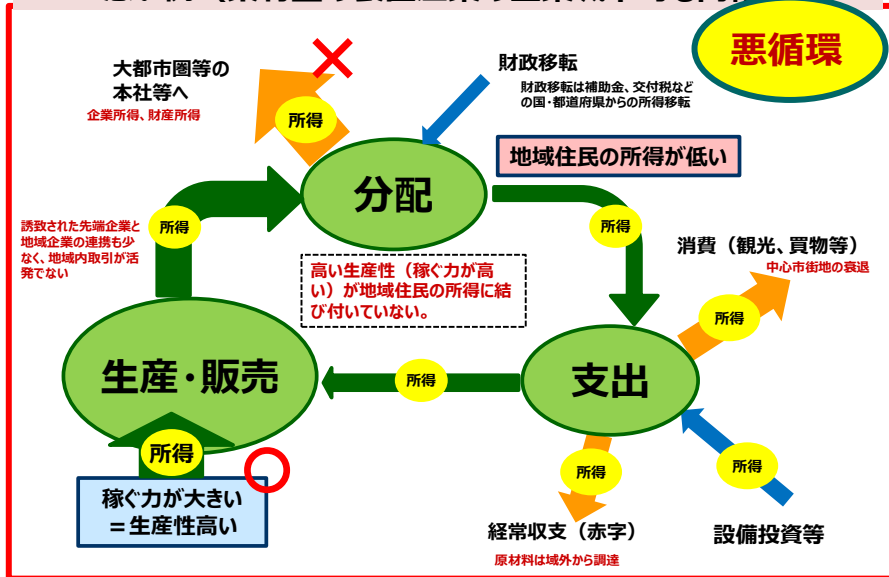 悪循環
大都市圏等の
本社等へ
企業所得、財産所得
所得
財政移転
財政移転は補助金、交付税など
の国・都道府県からの所得移転
地域住民の所得が低い
分配
誘致された先端企業と
地域企業の連携も少
なく、地域内取引が活
発でない
所得
所得
高い生産性（稼ぐ力が高
い）が地域住民の所得に結
び付いていない。
消費（観光、買物等）
中心市街地の衰退
所得
生産・販売
所得
支出
所得
稼ぐ力が大きい
＝生産性高い
所得
経常収支（赤字）
原材料は域外から調達
所得
設備投資等